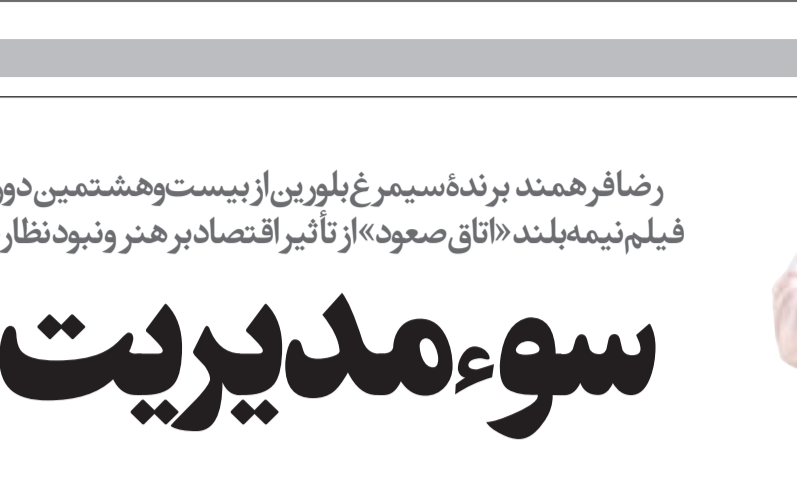 رضا فرهمند برندهٔ سیمرغ بلورین از بیست‌وهشتمین دور
فیلم نیمه‌بلند «اتاق صعود» از تأثیر اقتصاد بر هنر و نبود نظار
سوءمدیریت